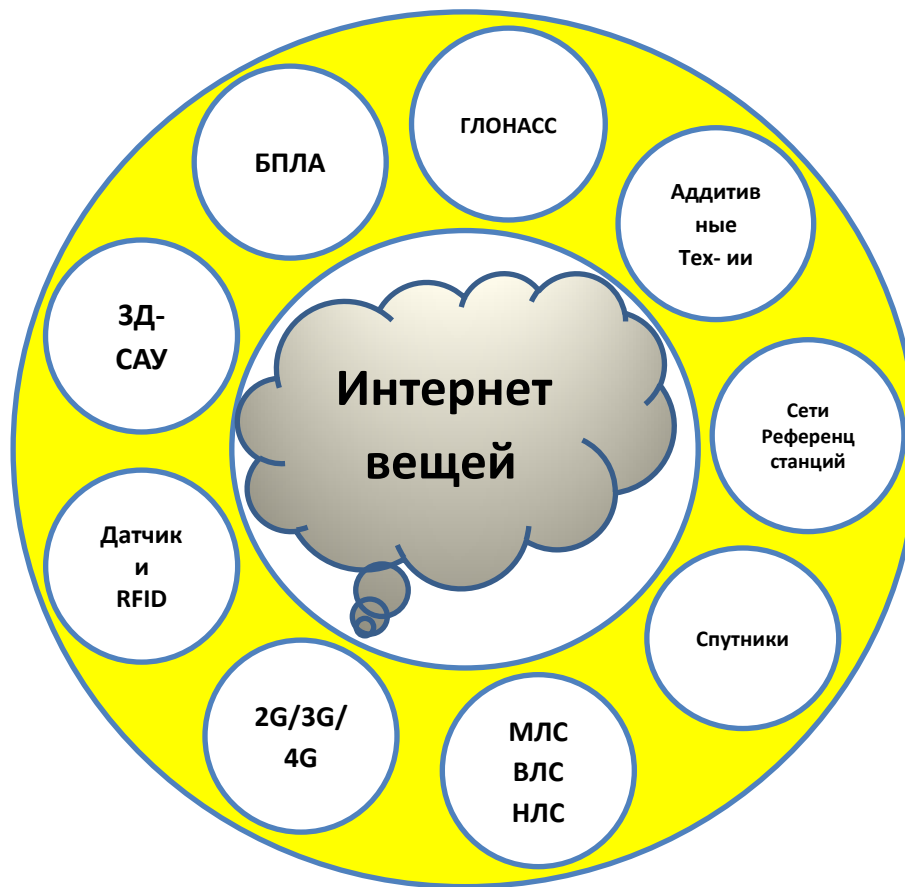 ГЛОНАСС
БПЛА
Аддитив
ные
Тех- ии
3Д-
САУ
Интернет
вещей
Сети
Референц
станций
Датчик
и
RFID
Спутники
2G/3G/
4G
МЛС
ВЛС
НЛС